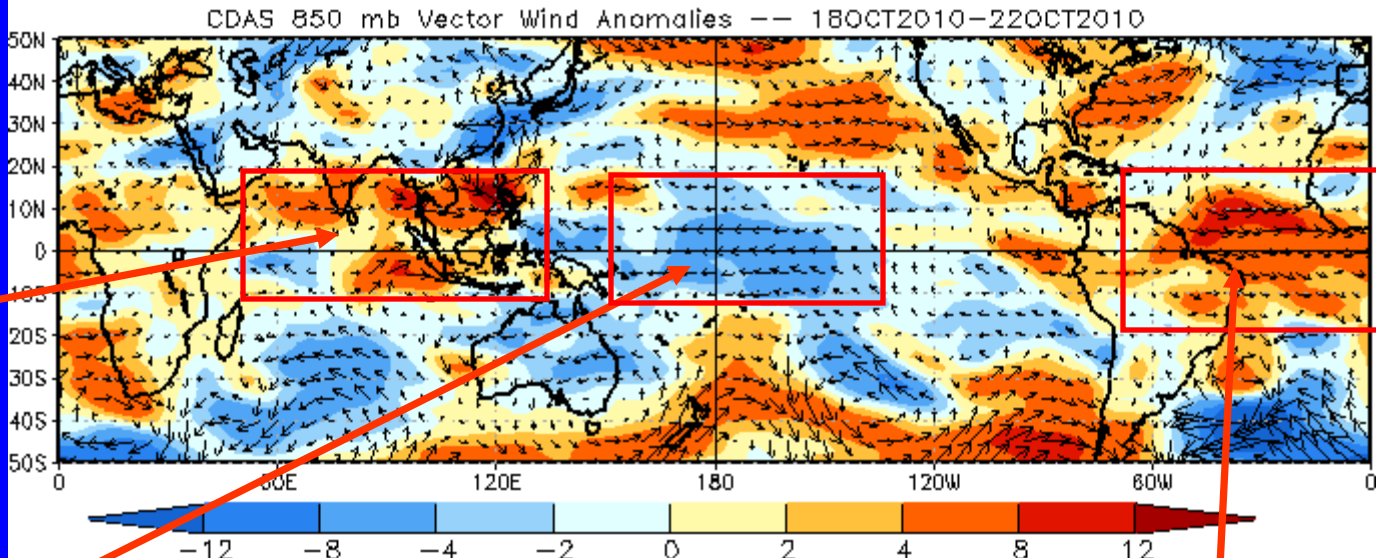 CDAS 850 mb Vector Wind Anomalies -- 18OCT2010-22OCT2010
50N
40N
30N
20N
10N
0
10S
20S
30S
40S
50S
0 60E 120E 180 120W 60W 0
-12 -8 -4 -2 0 2 4 8 12